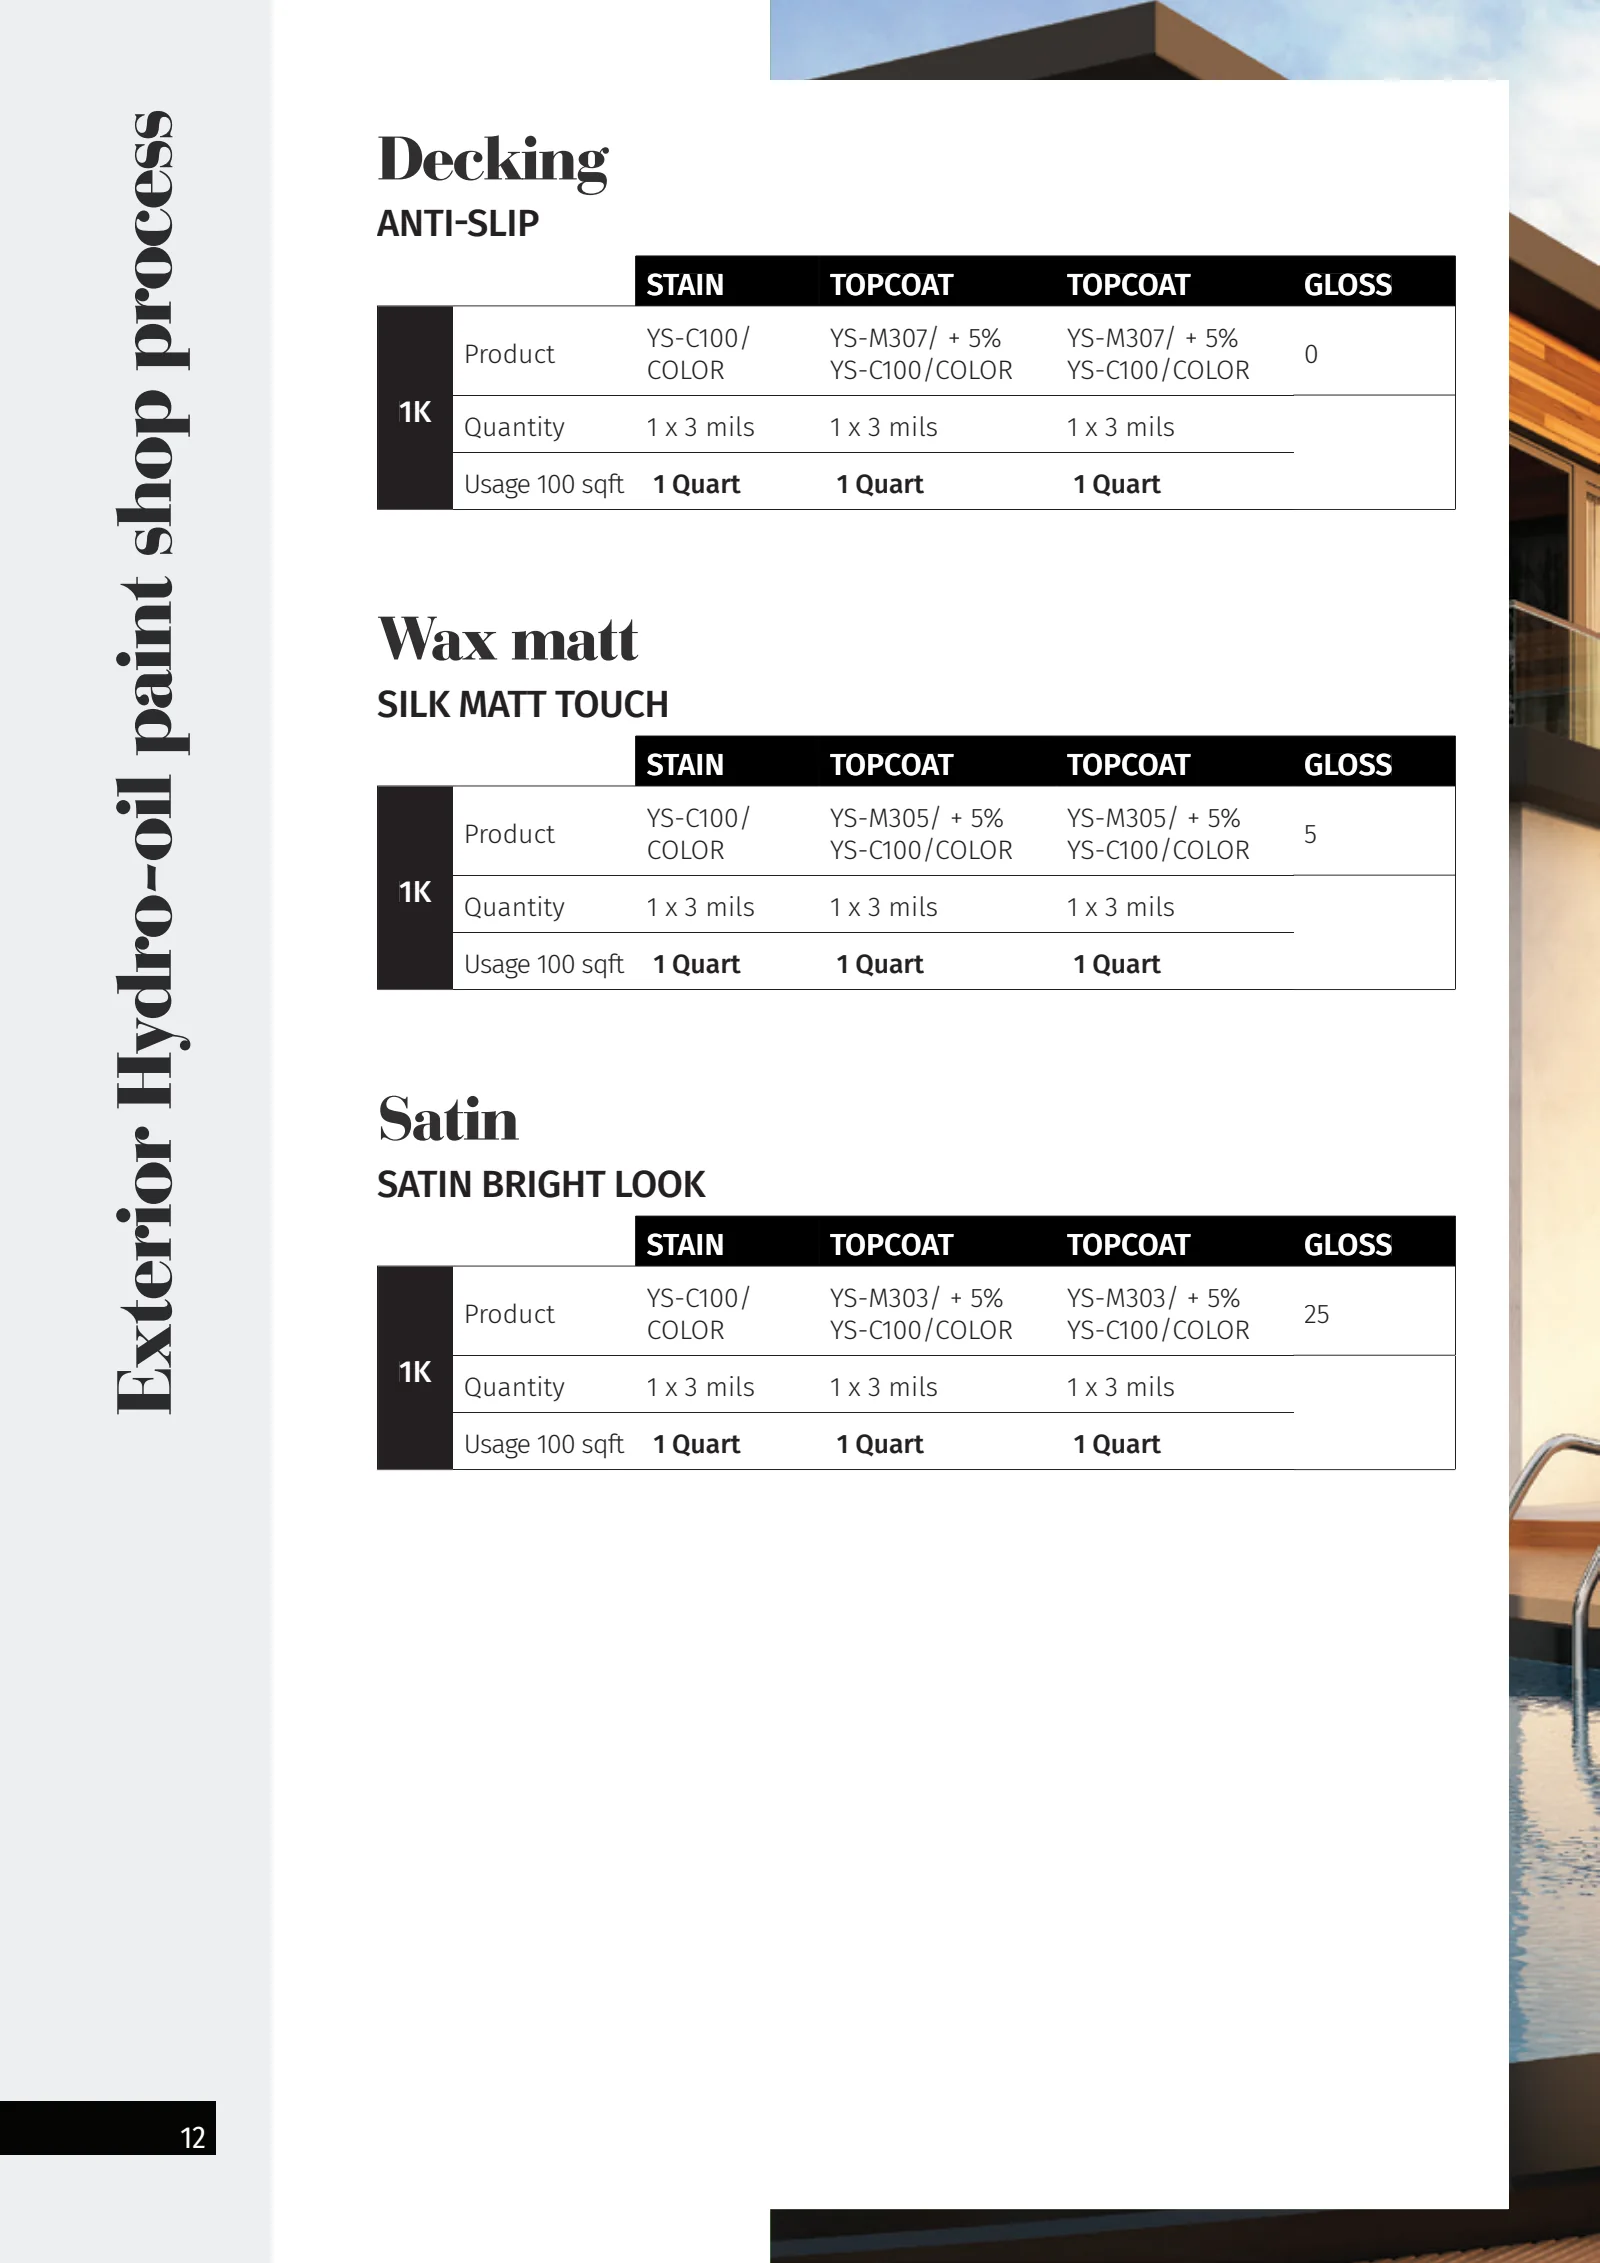 Exterior Hydro-oil paint shop process
Decking
ANTI-SLIP
STAIN TOPCOAT TOPCOAT GLOSS
1K
Product YS-C100/ COLOR YS-M307/ + 5% YS-C100/COLOR YS-M307/ + 5% YS-C100/COLOR 0
Quantity 1 x 3 mils 1 x 3 mils 1 x 3 mils
Usage 100 sqft 1 Quart 1 Quart 1 Quart
Wax matt
SILK MATT TOUCH
STAIN TOPCOAT TOPCOAT GLOSS
1K
Product YS-C100/ COLOR YS-M305/ + 5% YS-C100/COLOR YS-M305/ + 5% YS-C100/COLOR 5
Quantity 1 x 3 mils 1 x 3 mils 1 x 3 mils
Usage 100 sqft 1 Quart 1 Quart 1 Quart
Satin
SATIN BRIGHT LOOK
STAIN TOPCOAT TOPCOAT GLOSS
1K
Product YS-C100/ COLOR YS-M303/ + 5% YS-C100/COLOR YS-M303/ + 5% YS-C100/COLOR 25
Quantity 1 x 3 mils 1 x 3 mils 1 x 3 mils
Usage 100 sqft 1 Quart 1 Quart 1 Quart
12